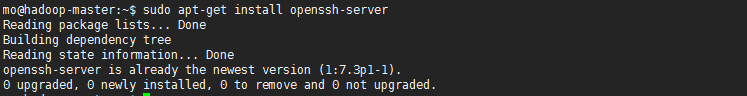 mo@hadoop-master:~$ sudo apt-get install openssh-server
Reading package lists... Done
Building dependency tree
Reading state information... Done
openssh-server is already the newest version (1:7.3p1-1).
0 upgraded, 0 newly installed, 0 to remove and 0 not upgraded.